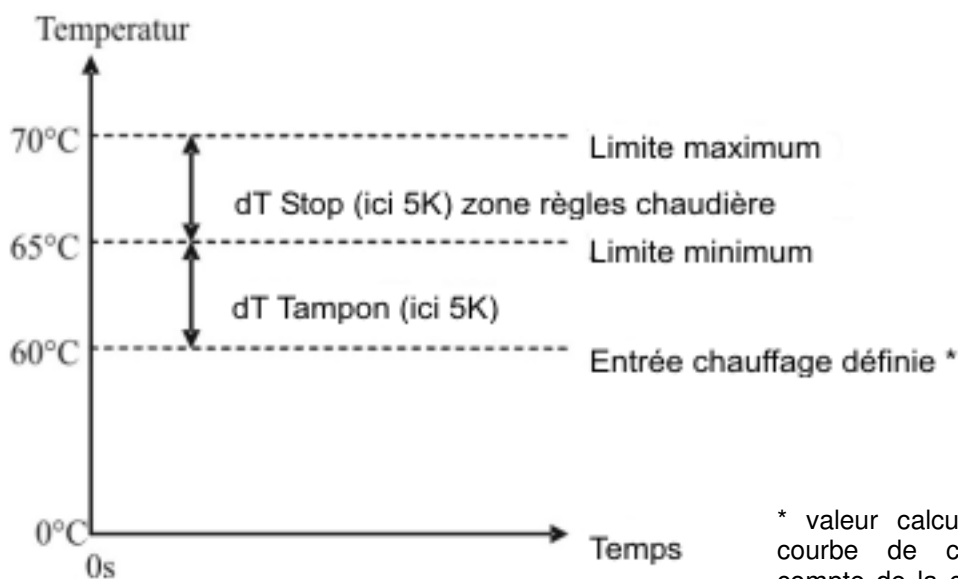 Temperatur
70°C
Limite maximum
dT Stop (ici 5K) zone règles chaudière
65°C
Limite minimum
dT Tampon (ici 5K)
60°C
Entrée chauffage définie *
0°C
Temps
0s
* valeur
courbe de
compte de la